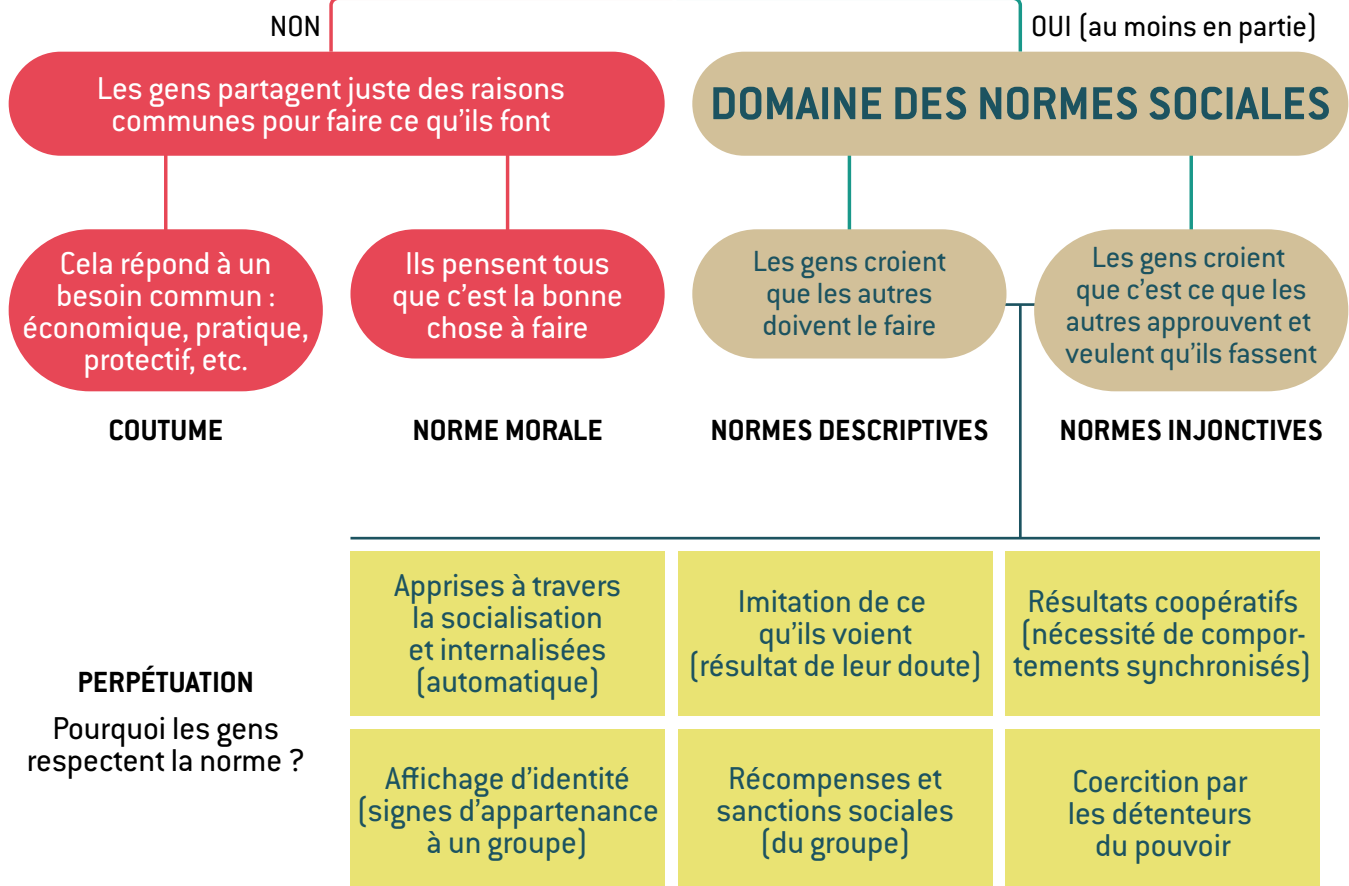 NON
OUI (au moins en partie)
Les gens partagent juste des raisons
communes pour faire ce qu'ils font
DOMAINE DES NORMES SOCIALES
Cela répond à un
besoin commun :
économique, pratique,
protectif, etc.
Ils pensent tous
que c'est la bonne
chose à faire
Les gens croient
que les autres
doivent le faire
Les gens croient
que c'est ce que les
autres approuvent et
veulent qu'ils fassent
COUTUME
NORME MORALE
NORMES DESCRIPTIVES
NORMES INJONCTIVES
PERPÉTUATION
Pourquoi les gens
respectent la norme ?
Apprises à travers
la socialisation
et internalisées
(automatique)
Imitation de ce
qu'ils voient
(résultat de leur doute)
Résultats coopératifs
(nécessité de compor-
tements synchronisés)
Affichage d'identité
(signes d'appartenance
à un groupe)
Récompenses et
sanctions sociales
(du groupe)
Coercition par
les détenteurs
du pouvoir